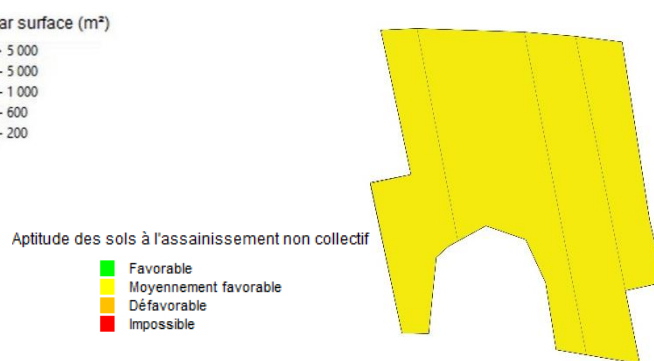 ar surface (m²)
- 5 000
- 5 000
- 1 000
- 600
- 200
Aptitude des sols à l'assainissement non collectif
Favorable
Moyennement favorable
Défavorable
Impossible